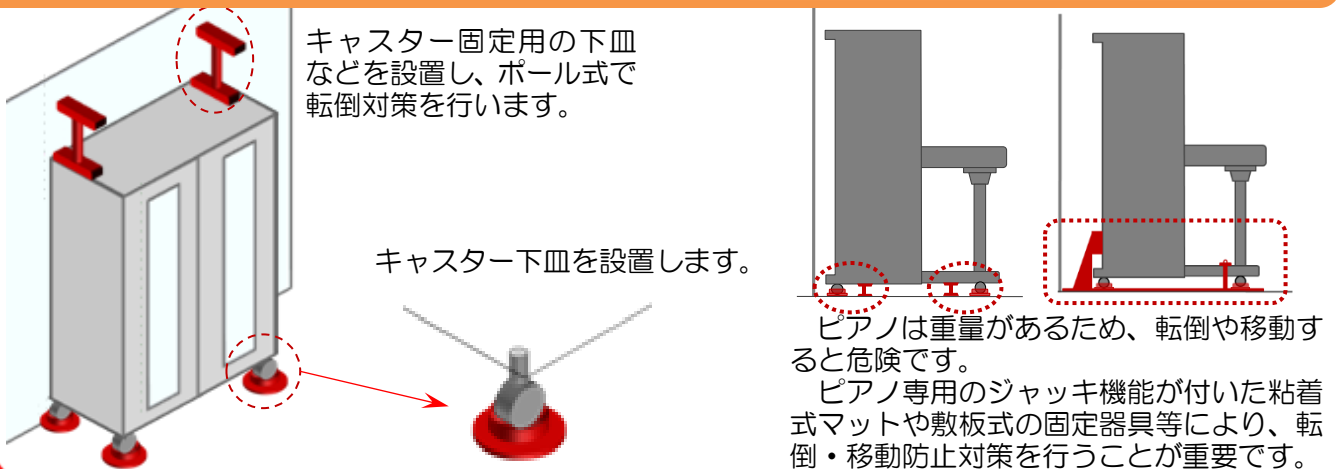 キャスター固定用の下皿
などを設置し、ポール式で
転倒対策を行います。
キャスター下皿を設置します。
ピアノは重量があるため、転倒や移動す
ると危険です。
ピアノ専用のジャッキ機能が付いた粘着
式マットや敷板式の固定器具等により、転
倒・移動防止対策を行うことが重要です。